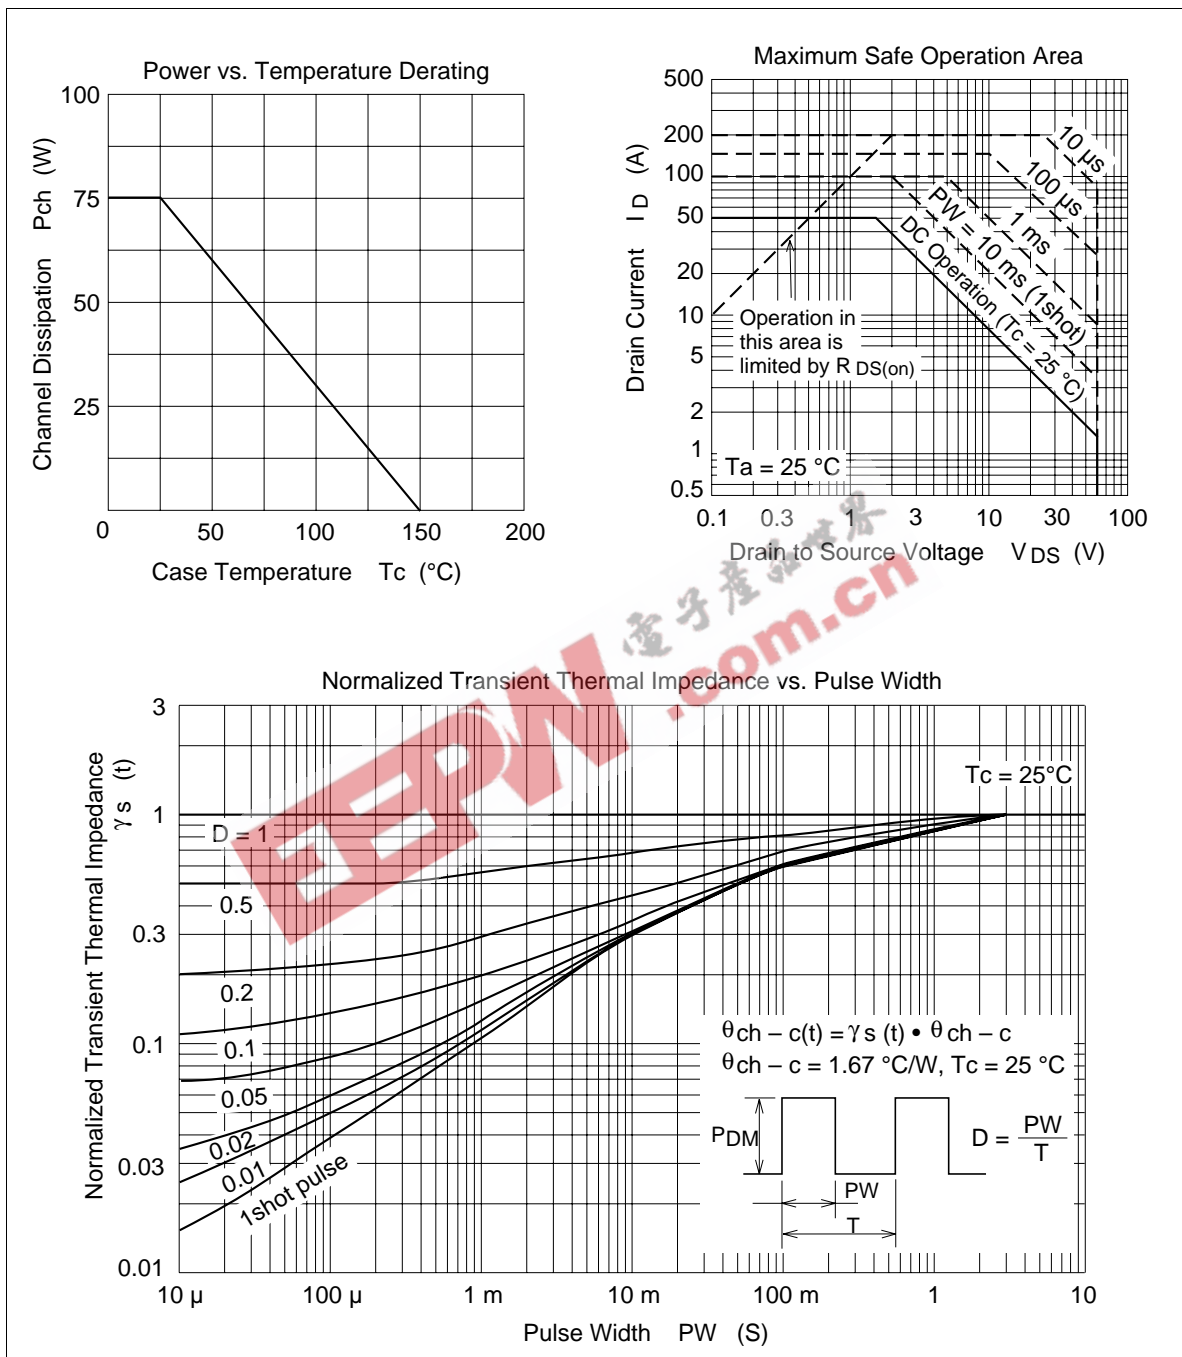 Power vs. Temperature Derating
100
75
50
25
0
50
100
150
200
Channel Dissipation Pch (W)
Case Temperature Tc (°C)
Maximum Safe Operation Area
500
200
100
50
20
10
5
2
1
0.5
0.1
0.3
1
3
10
30
100
Drain Current I D (A)
Drain to Source Voltage V DS (V)
10 µs
100 µs
1 ms
PW = 10 ms (1shot)
DC Operation (Tc = 25 °C)
Operation in
this area is
limited by R DS(on)
Ta = 25 °C
電子產品世界
EEPW.com.cn
Normalized Transient Thermal Impedance vs. Pulse Width
3
1
0.3
0.1
0.03
0.01
10 µ
100 µ
1 m
10 m
100 m
1
10
Normalized Transient Thermal Impedance
γ s (t)
Pulse Width PW (S)
Tc = 25°C
D = 1
0.5
0.2
0.1
0.05
0.02
0.01
1shot pulse
θ ch – c(t) = γ s (t) • θ ch – c
θ ch – c = 1.67 °C/W, Tc = 25 °C
PDM
D = PW
T
PW
T